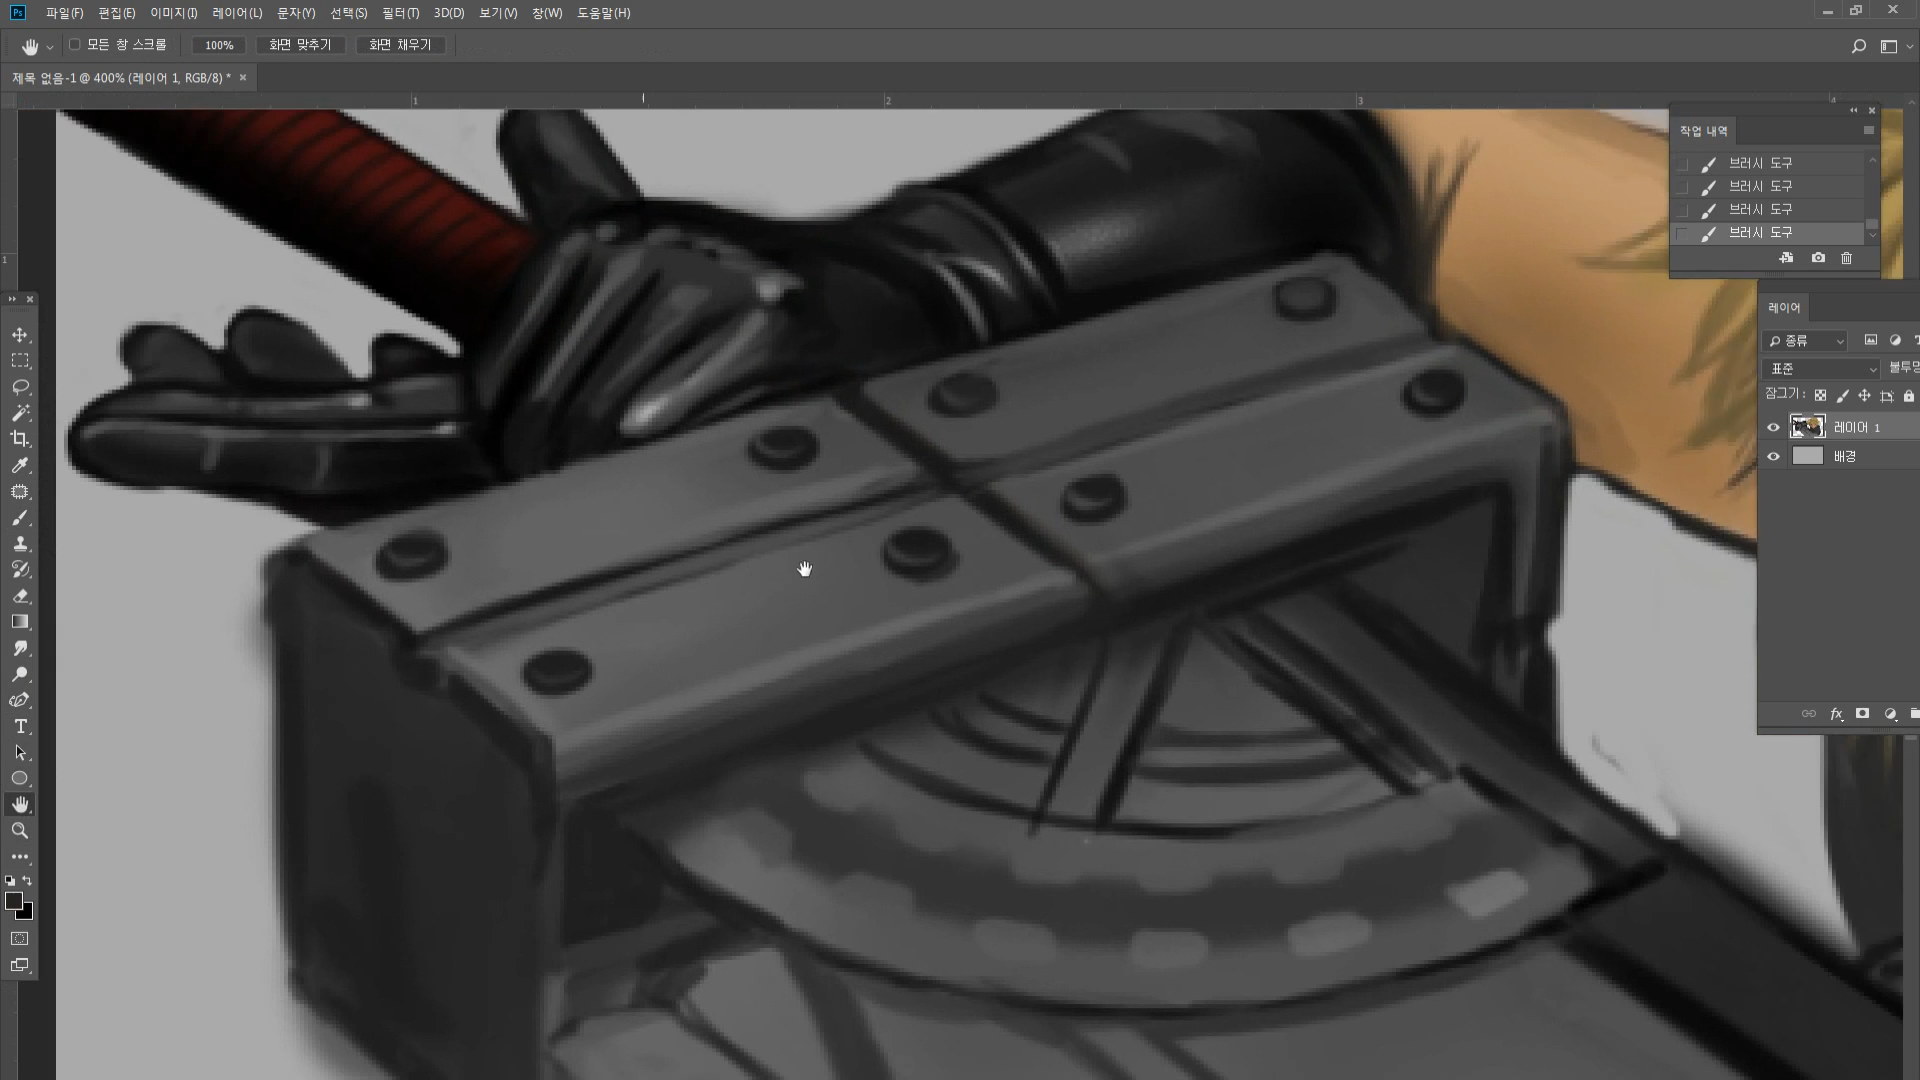 Ps 파일(F) 편집(E) 이미지(I) 레이어(L) 문자(Y) 선택(S) 필터(T) 3D(D) 보기(V) 창(W) 도움말(H)
모든 창 스크롤 100% 화면 맞추기 화면 채우기
제목 없음-1 @ 400% (레이어 1, RGB/8) *
1 2 3 4
1
작업 내역
브러시 도구
브러시 도구
브러시 도구
브러시 도구
레이어
종류
표준
잠그기:
레이어 1
배경
fx